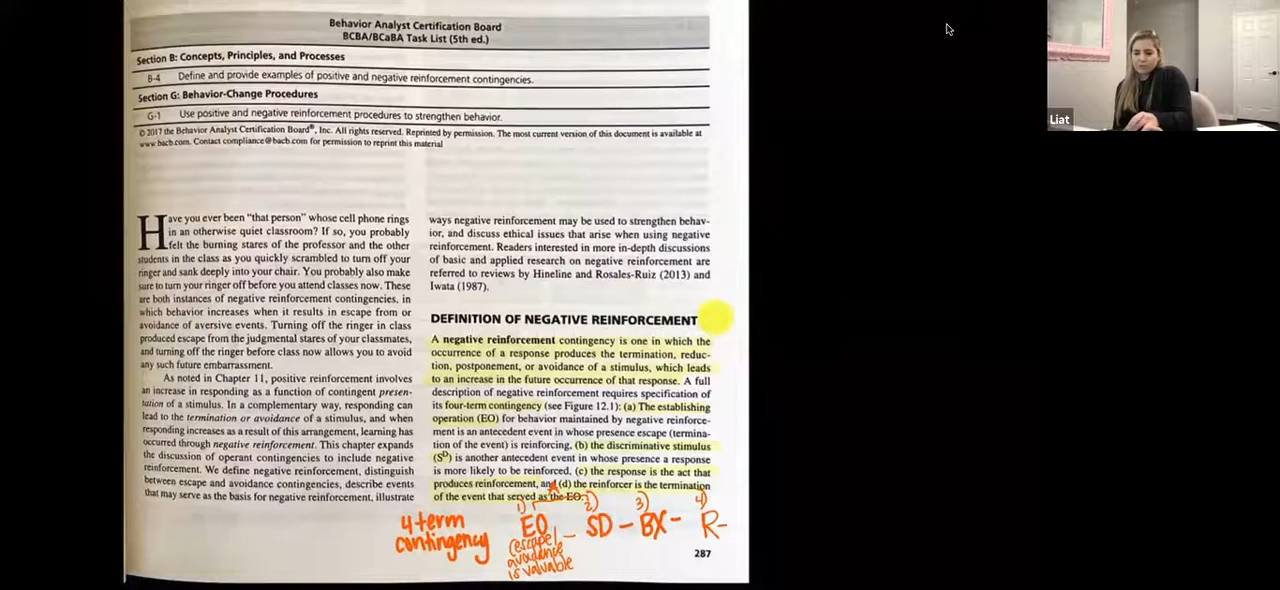 Behavior Analyst Certification Board
BCBA/BCaBA Task List (5th ed.)
Section B: Concepts, Principles, and Processes
B-4 Define and provide examples of positive and negative reinforcement contingencies.
Section G: Behavior-Change Procedures
G-1 Use positive and negative reinforcement procedures to strengthen behavior.
© 2017 the Behavior Analyst Certification Board®, Inc. All rights reserved. Reprinted by permission. The most current version of this document is available at
www.bacb.com. Contact compliance@bacb.com for permission to reprint this material
Have you ever been "that person" whose cell phone rings
in an otherwise quiet classroom? If so, you probably
felt the burning stares of the professor and the other
students in the class as you quickly scrambled to turn off your
ringer and sank deeply into your chair. You probably also make
sure to turn your ringer off before you attend classes now. These
are both instances of negative reinforcement contingencies, in
which behavior increases when it results in escape from or
avoidance of aversive events. Turning off the ringer in class
produced escape from the judgmental stares of your classmates,
and turning off the ringer before class now allows you to avoid
any such future embarrassment.
As noted in Chapter 11, positive reinforcement involves
an increase in responding as a function of contingent presen-
tation of a stimulus. In a complementary way, responding can
lead to the termination or avoidance of a stimulus, and when
responding increases as a result of this arrangement, learning has
occurred through negative reinforcement. This chapter expands
the discussion of operant contingencies to include negative
reinforcement. We define negative reinforcement, distinguish
between escape and avoidance contingencies, describe events
that may serve as the basis for negative reinforcement, illustrate
ways negative reinforcement may be used to strengthen behav-
ior, and discuss ethical issues that arise when using negative
reinforcement. Readers interested in more in-depth discussions
of basic and applied research on negative reinforcement are
referred to reviews by Hineline and Rosales-Ruiz (2013) and
Iwata (1987).
DEFINITION OF NEGATIVE REINFORCEMENT
A negative reinforcement contingency is one in which the
occurrence of a response produces the termination, reduc-
tion, postponement, or avoidance of a stimulus, which leads
to an increase in the future occurrence of that response. A full
description of negative reinforcement requires specification of
its four-term contingency (see Figure 12.1): (a) The establishing
operation (EO) for behavior maintained by negative reinforce-
ment is an antecedent event in whose presence escape (termina-
tion of the event) is reinforcing, (b) the discriminative stimulus
(Sᴰ) is another antecedent event in whose presence a response
is more likely to be reinforced, (c) the response is the act that
produces reinforcement, and (d) the reinforcer is the termination
of the event that served as the EO.
1) 2) 3) 4)
4 term EO - SD - BX - R-
contingency (escape/
avoidance
is valuable
287
Liat